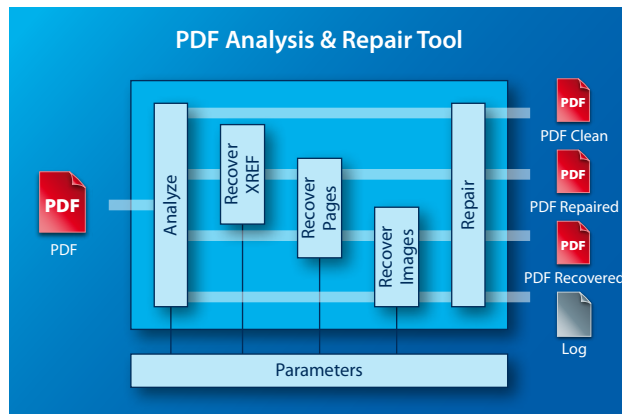 PDF Analysis & Repair Tool
PDF
PDF
Analyze
Recover
XREF
Recover
Pages
Recover
Images
Repair
PDF
PDF Clean
PDF
PDF Repaired
PDF
PDF Recovered
Log
Parameters